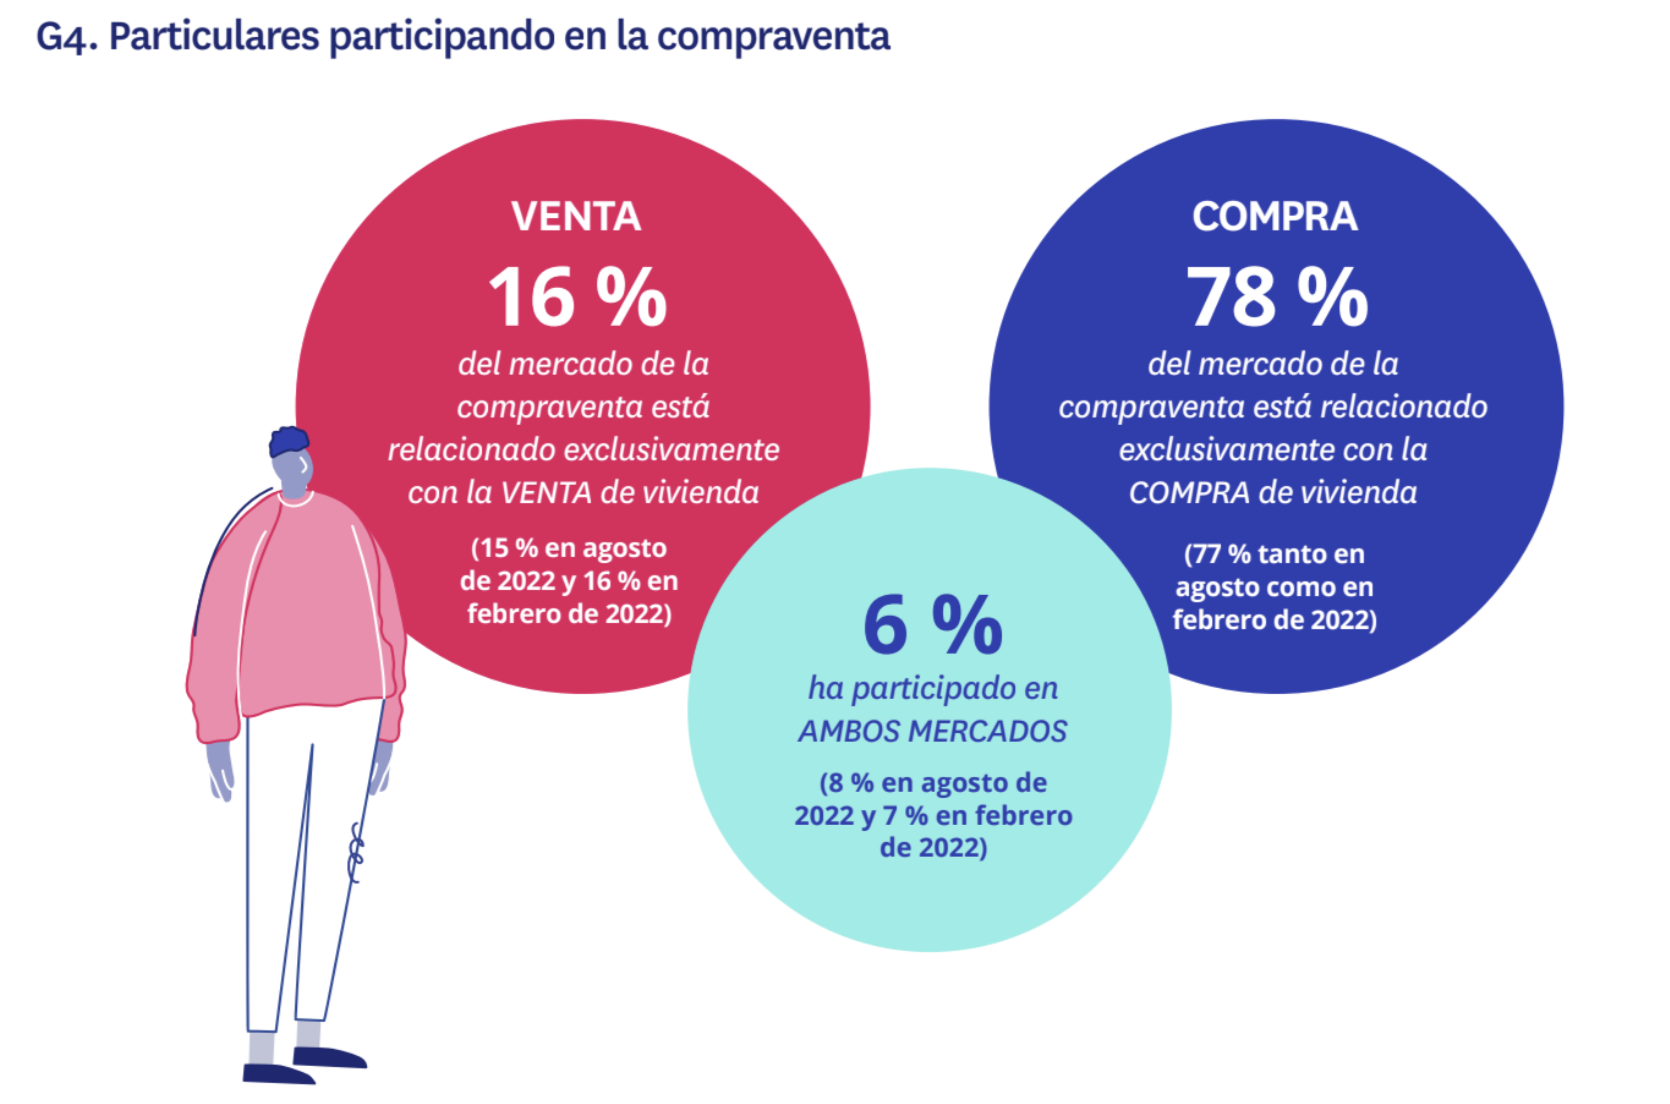 G4. Particulares participando en la compraventa
VENTA
16 %
del mercado de la
compraventa está
relacionado exclusivamente
con la VENTA de vivienda
(15 % en agosto
de 2022 y 16 % en
febrero de 2022)
COMPRA
78 %
del mercado de la
compraventa está relacionado
exclusivamente con la
COMPRA de vivienda
(77 % tanto en
agosto como en
febrero de 2022)
6 %
ha participado en
AMBOS MERCADOS
(8 % en agosto de
2022 y 7 % en febrero
de 2022)